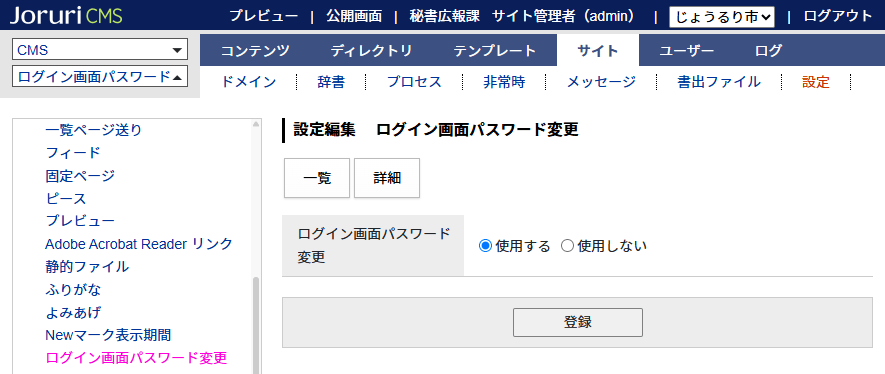 Joruri CMS プレビュー | 公開画面 | 秘書広報課 サイト管理者（admin） | じょうるり市 | ログアウト
CMS
ログイン画面パスワード
コンテンツ ディレクトリ テンプレート サイト ユーザー ログ
ドメイン 辞書 プロセス 非常時 メッセージ 書出ファイル 設定
一覧ページ送り
フィード
固定ページ
ピース
プレビュー
Adobe Acrobat Reader リンク
静的ファイル
ふりがな
よみあげ
Newマーク表示期間
ログイン画面パスワード変更
設定編集 ログイン画面パスワード変更
一覧 詳細
ログイン画面パスワード
変更
使用する 使用しない
登録